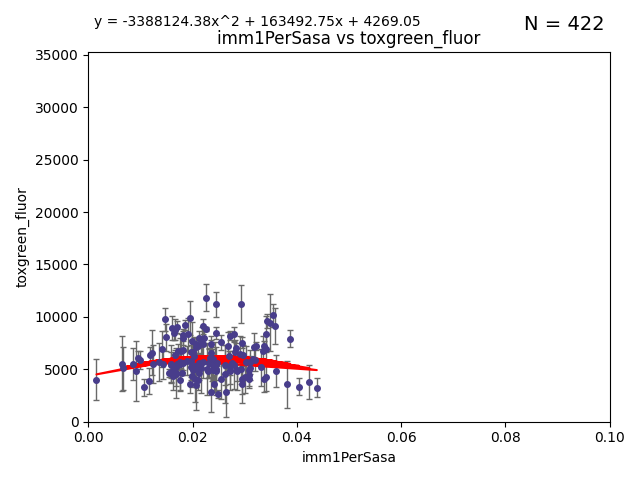 y = -3388124.38x^2 + 163492.75x + 4269.05
N = 422
imm1PerSasa vs toxgreen_fluor
35000
30000
25000
20000
15000
10000
5000
0
toxgreen_fluor
0.00 0.02 0.04 0.06 0.08 0.10
imm1PerSasa